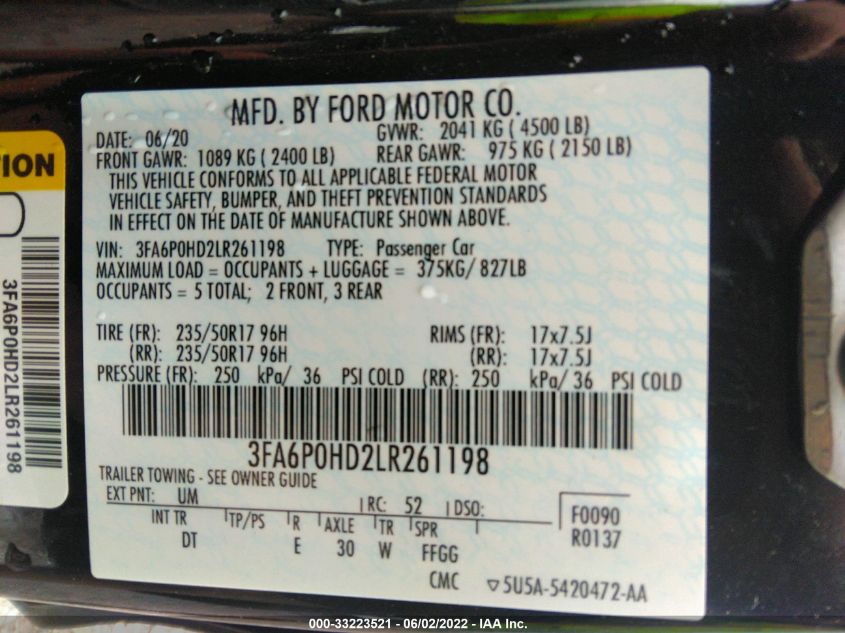 MFD. BY FORD MOTOR CO.
DATE: 06/20 GVWR: 2041 KG ( 4500 LB)
FRONT GAWR: 1089 KG ( 2400 LB) REAR GAWR: 975 KG ( 2150 LB)
THIS VEHICLE CONFORMS TO ALL APPLICABLE FEDERAL MOTOR
VEHICLE SAFETY, BUMPER, AND THEFT PREVENTION STANDARDS
IN EFFECT ON THE DATE OF MANUFACTURE SHOWN ABOVE.
VIN: 3FA6P0HD2LR261198 TYPE: Passenger Car
MAXIMUM LOAD = OCCUPANTS + LUGGAGE = 375KG/ 827LB
OCCUPANTS = 5 TOTAL; 2 FRONT, 3 REAR
TIRE (FR): 235/50R17 96H RIMS (FR): 17x7.5J
(RR): 235/50R17 96H (RR): 17x7.5J
PRESSURE (FR): 250 kPa/ 36 PSI COLD (RR): 250 kPa/ 36 PSI COLD
3FA6P0HD2LR261198
TRAILER TOWING - SEE OWNER GUIDE
EXT PNT: UM RC: 52 DSO:
F0090
R0137
INT TR TP/PS R AXLE TR SPR
DT E 30 W FFGG
CMC ▽5U5A-5420472-AA
TION
3FA6P0HD2LR261198
000-33223521 - 06/02/2022 - IAA Inc.